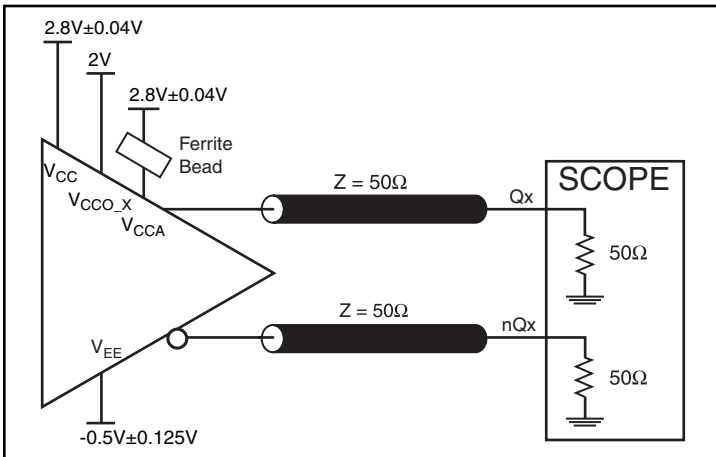 2.8V±0.04V
2V
2.8V±0.04V
Ferrite
Bead
VCC
VCCO_X
VCCA
VEE
-0.5V±0.125V
Z = 50Ω
Qx
Z = 50Ω
nQx
SCOPE
50Ω
50Ω